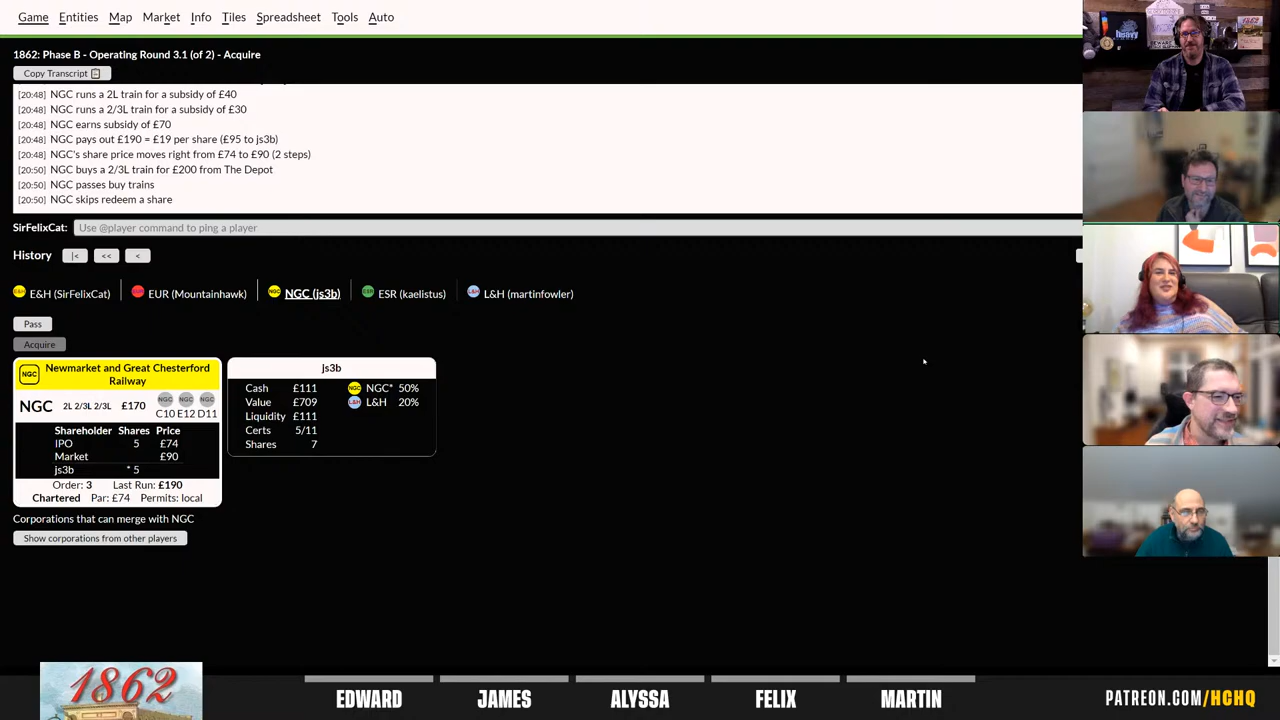 Game Entities Map Market Info Tiles Spreadsheet Tools Auto
1862: Phase B - Operating Round 3.1 (of 2) - Acquire
Copy Transcript
[20:48] NGC runs a 2L train for a subsidy of £40
[20:48] NGC runs a 2/3L train for a subsidy of £30
[20:48] NGC earns subsidy of £70
[20:48] NGC pays out £190 = £19 per share (£95 to js3b)
[20:48] NGC's share price moves right from £74 to £90 (2 steps)
[20:50] NGC buys a 2/3L train for £200 from The Depot
[20:50] NGC passes buy trains
[20:50] NGC skips redeem a share
SirFelixCat: Use @player command to ping a player
History |< << <
E&H (SirFelixCat) EUR (Mountainhawk) NGC (js3b) ESR (kaelistus) L&H (martinfowler)
Pass
Acquire
Newmarket and Great Chesterford
Railway
NGC
NGC 2L 2/3L 2/3L £170 C10 E12 D11
Shareholder Shares Price
IPO 5 £74
Market £90
js3b * 5
Order: 3 Last Run: £190
Chartered Par: £74 Permits: local
js3b
Cash £111 NGC* 50%
Value £709 L&H 20%
Liquidity £111
Certs 5/11
Shares 7
Corporations that can merge with NGC
Show corporations from other players
1862
EDWARD JAMES ALYSSA FELIX MARTIN
PATREON.COM/HCHQ